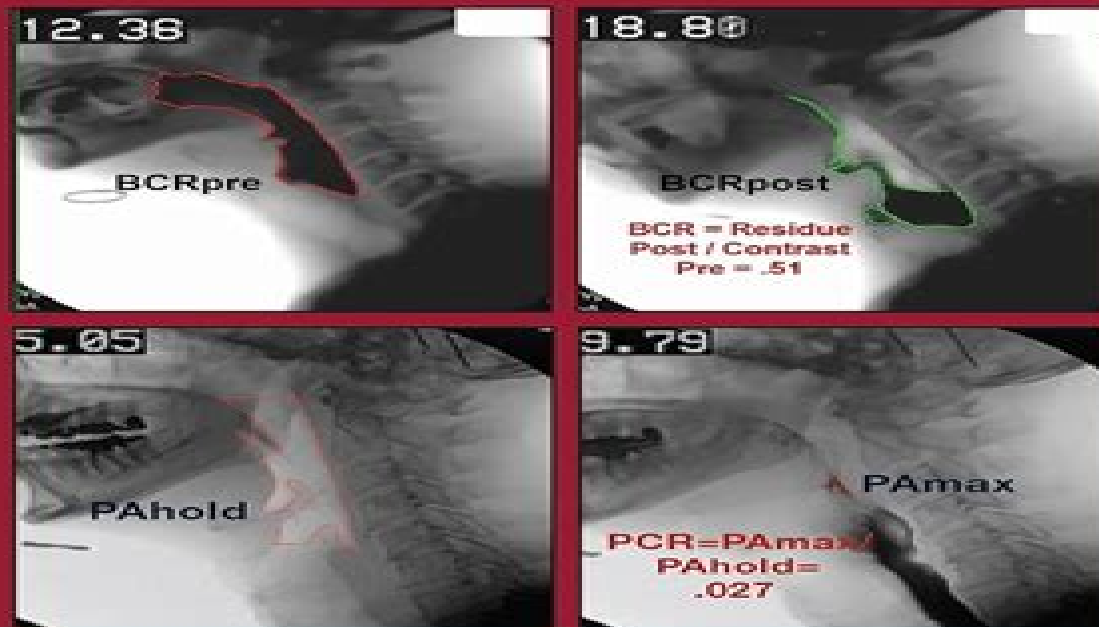 12.36
BCRpre
18.80
BCRpost
BCR = Residue
Post / Contrast
Pre = .51
5.05
PAhold
9.79
PAmax
PCR=PAmax/
PAhold=
.027